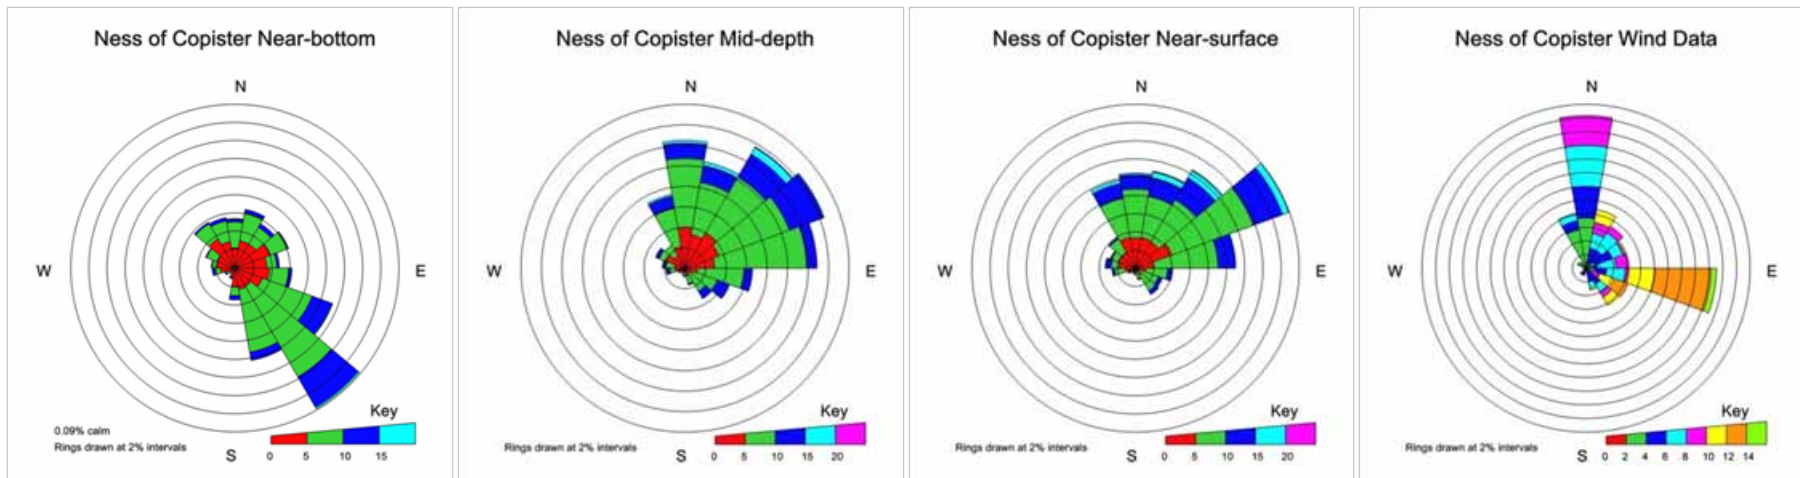 Ness of Copister Near-bottom
N
W
E
S
0.09% calm
Rings drawn at 2% intervals
Key
0 5 10 15
Ness of Copister Mid-depth
N
W
E
S
Rings drawn at 2% intervals
Key
0 5 10 15 20
Ness of Copister Near-surface
N
W
E
S
Rings drawn at 2% intervals
Key
0 5 10 15 20
Ness of Copister Wind Data
N
W
E
S
Rings drawn at 2% intervals
Key
0 2 4 6 8 10 12 14